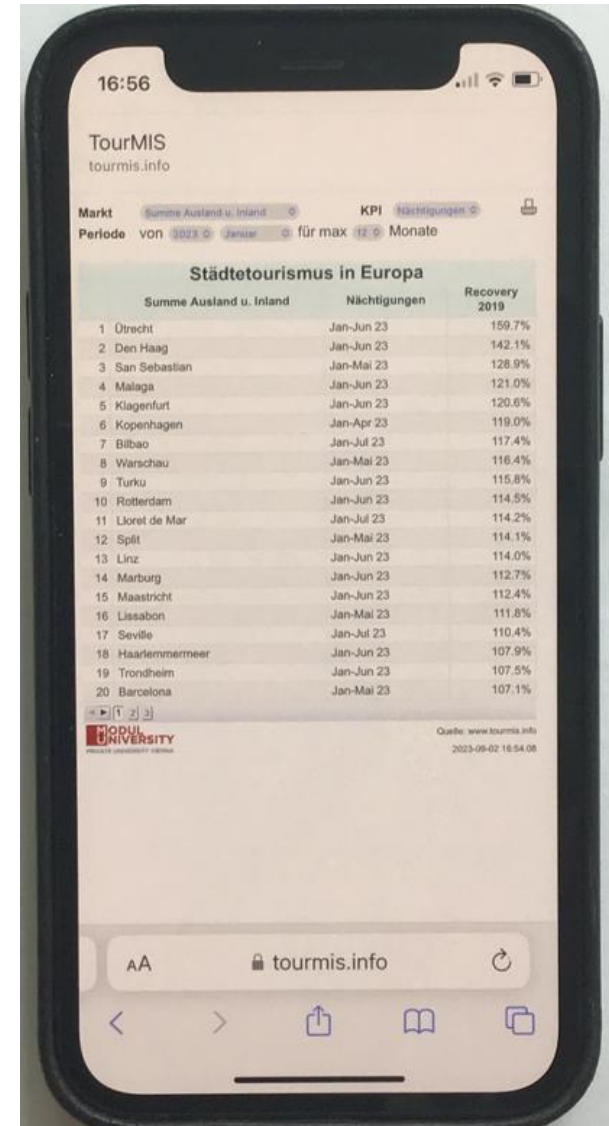 16:56
TourMIS
tourmis.info
Markt Summe Ausland u. Inland KPI Nächtigungen
Periode von 2023 Januar für max 12 Monate
Städtetourismus in Europa
Summe Ausland u. Inland Nächtigungen Recovery 2019
1 Utrecht Jan-Jun 23 159.7%
2 Den Haag Jan-Jun 23 142.1%
3 San Sebastian Jan-Mai 23 128.9%
4 Malaga Jan-Jun 23 121.0%
5 Klagenfurt Jan-Jun 23 120.6%
6 Kopenhagen Jan-Apr 23 119.0%
7 Bilbao Jan-Jul 23 117.4%
8 Warschau Jan-Mai 23 116.4%
9 Turku Jan-Jun 23 115.8%
10 Rotterdam Jan-Jun 23 114.5%
11 Lloret de Mar Jan-Jul 23 114.2%
12 Split Jan-Mai 23 114.1%
13 Linz Jan-Jun 23 114.0%
14 Marburg Jan-Jun 23 112.7%
15 Maastricht Jan-Jun 23 112.4%
16 Lissabon Jan-Mai 23 111.8%
17 Seville Jan-Jul 23 110.4%
18 Haarlemmermeer Jan-Jun 23 107.9%
19 Trondheim Jan-Jun 23 107.5%
20 Barcelona Jan-Mai 23 107.1%
1 2 3
MODUL UNIVERSITY
PRIVATE UNIVERSITY VIENNA
Quelle: www.tourmis.info
2023-09-02 16:54:08
AA tourmis.info